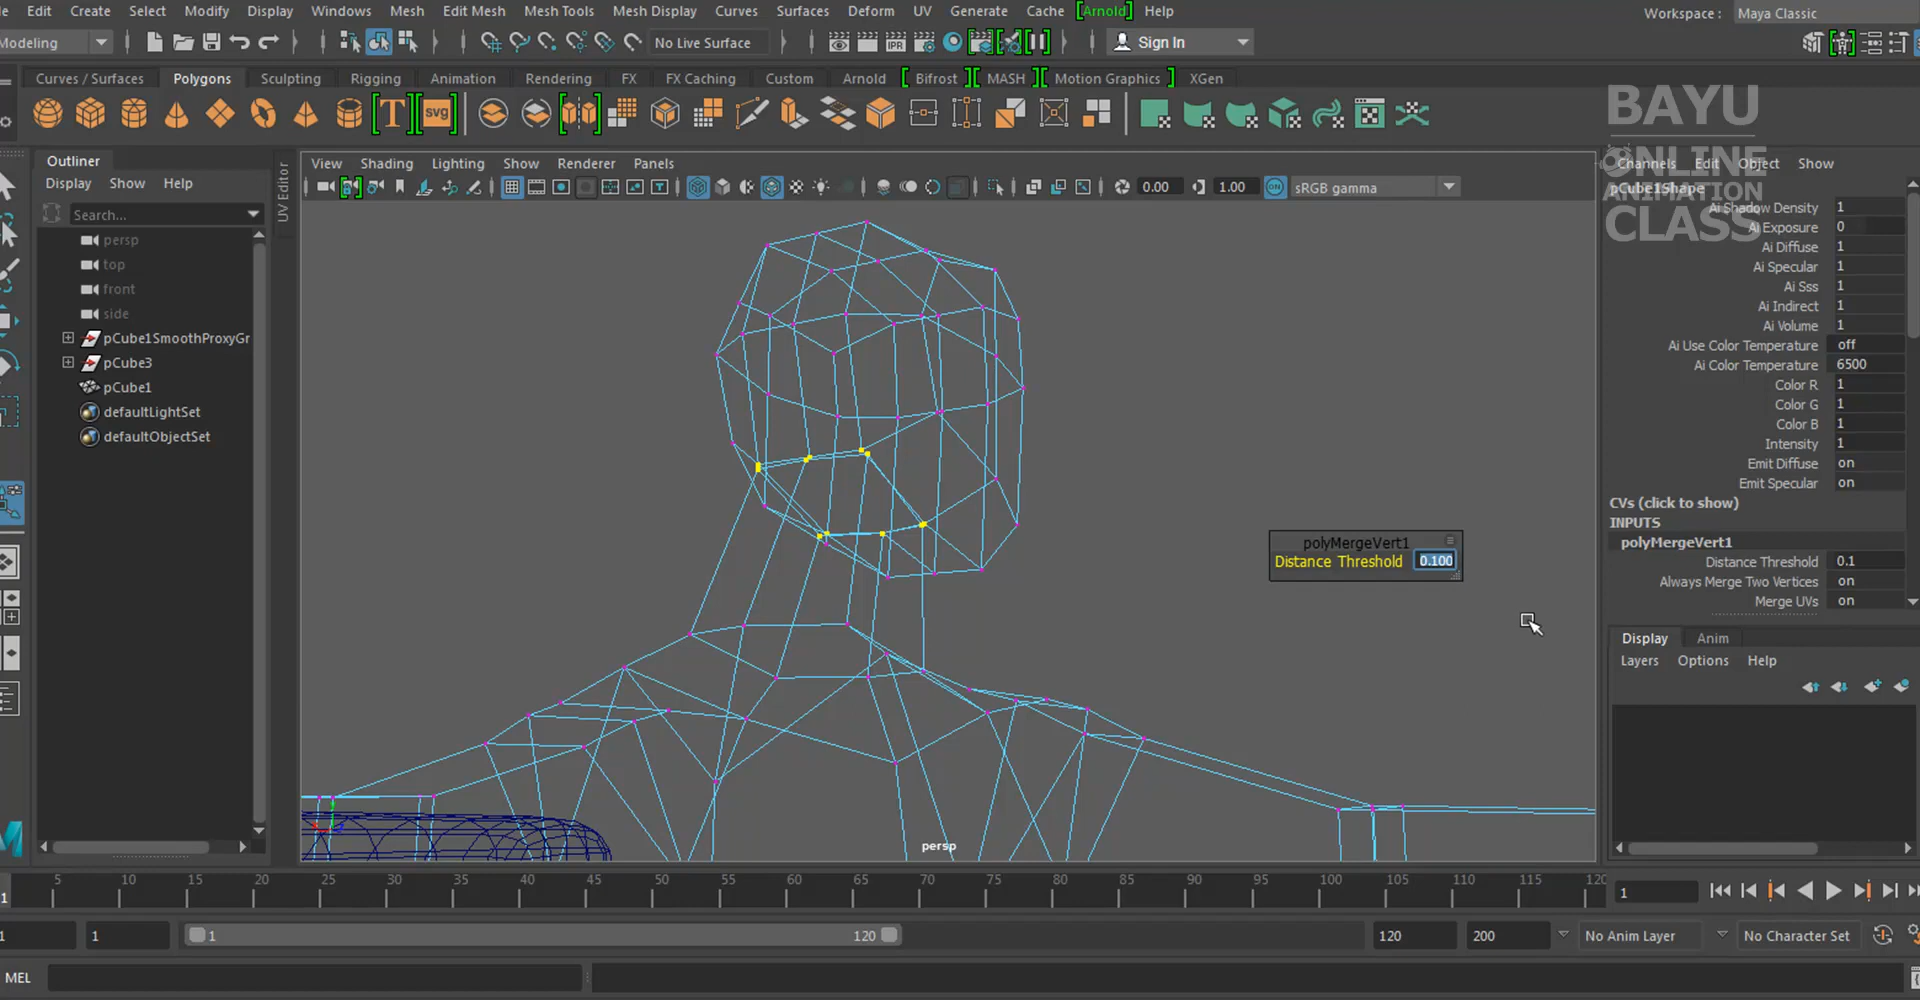 Edit Create Select Modify Display Windows Mesh Edit Mesh Mesh Tools Mesh Display Curves Surfaces Deform UV Generate Cache [Arnold] Help
Workspace : Maya Classic
Modeling
No Live Surface
IPR
Sign In
Curves / Surfaces Polygons Sculpting Rigging Animation Rendering FX FX Caching Custom Arnold Bifrost MASH Motion Graphics XGen
T svg
BAYU
ONLINE
ANIMATION
CLASS
Outliner
Display Show Help
Search...
persp
top
front
side
pCube1SmoothProxyGr
pCube3
pCube1
defaultLightSet
defaultObjectSet
UV Editor
View Shading Lighting Show Renderer Panels
0.00 1.00 ON sRGB gamma
polyMergeVert1
Distance Threshold 0.100
persp
Channels Edit Object Show
pCube1Shape
Ai Shadow Density 1
Ai Exposure 0
Ai Diffuse 1
Ai Specular 1
Ai Sss 1
Ai Indirect 1
Ai Volume 1
Ai Use Color Temperature off
Ai Color Temperature 6500
Color R 1
Color G 1
Color B 1
Intensity 1
Emit Diffuse on
Emit Specular on
CVs (click to show)
INPUTS
polyMergeVert1
Distance Threshold 0.1
Always Merge Two Vertices on
Merge UVs on
Display Anim
Layers Options Help
1 5 10 15 20 25 30 35 40 45 50 55 60 65 70 75 80 85 90 95 100 105 110 115 120
1
1 1 1 120 120 200 No Anim Layer No Character Set
MEL